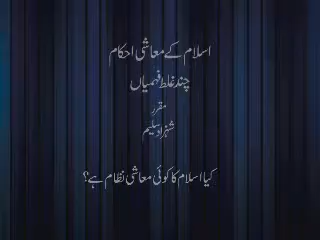 اسلام کے معاشی احکام
چند غلط فہمیاں
مقرر
شہزاد سلیم
کیا اسلام کا کوئی معاشی نظام ہے؟